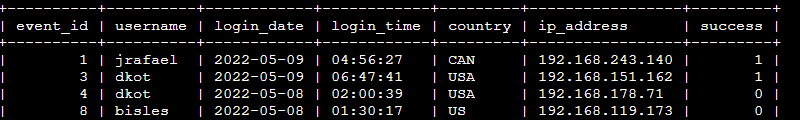 +----------+----------+------------+------------+---------+-----------------+---------+
| event_id | username | login_date | login_time | country | ip_address      | success |
+----------+----------+------------+------------+---------+-----------------+---------+
|        1 | jrafael  | 2022-05-09 | 04:56:27   | CAN     | 192.168.243.140 |       1 |
|        3 | dkot     | 2022-05-09 | 06:47:41   | USA     | 192.168.151.162 |       1 |
|        4 | dkot     | 2022-05-08 | 02:00:39   | USA     | 192.168.178.71  |       0 |
|        8 | bisles   | 2022-05-08 | 01:30:17   | US      | 192.168.119.173 |       0 |